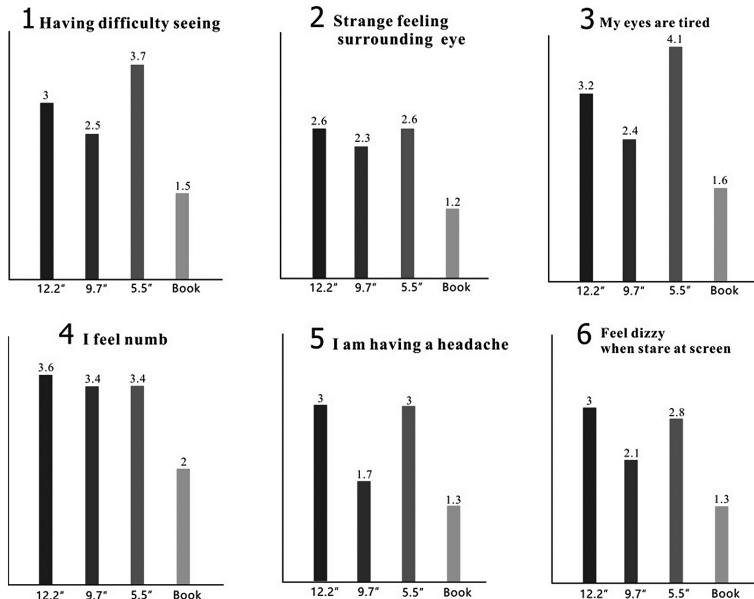 1 Having difficulty seeing
3
2.5
3.7
1.5
12.2" 9.7" 5.5" Book
2 Strange feeling
surrounding eye
2.6
2.3
2.6
1.2
12.2" 9.7" 5.5" Book
3 My eyes are tired
3.2
2.4
4.1
1.6
12.2" 9.7" 5.5" Book
4 I feel numb
3.6
3.4
3.4
2
12.2" 9.7" 5.5" Book
5 I am having a headache
3
1.7
3
1.3
12.2" 9.7" 5.5" Book
6 Feel dizzy
when stare at screen
3
2.1
2.8
1.3
12.2" 9.7" 5.5" Book